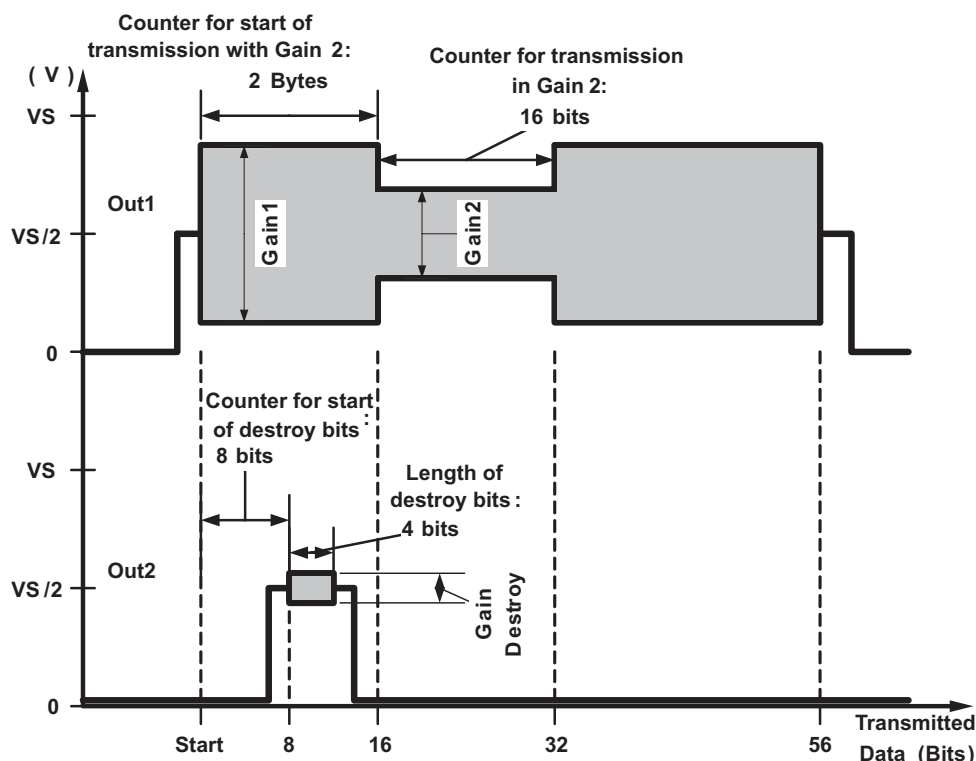 Counter for start of
transmission with Gain 2:
2 Bytes
Counter for transmission
in Gain 2:
16 bits
(V)
VS
Out1
VS/2
Gain1
Gain2
0
Counter for start
of destroy bits:
8 bits
VS
Length of
destroy bits:
4 bits
Out2
VS/2
Gain
Destroy
0
Start
8
16
32
56
Transmitted
Data (Bits)